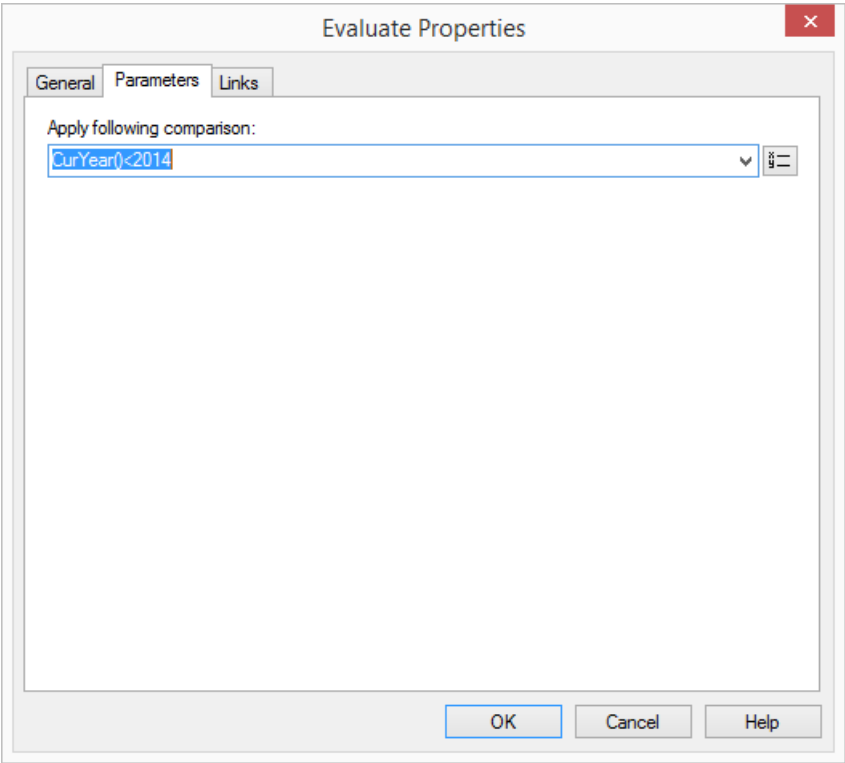 Evaluate Properties
General Parameters Links
Apply following comparison:
CurYear()<2014
x
y
OK Cancel Help